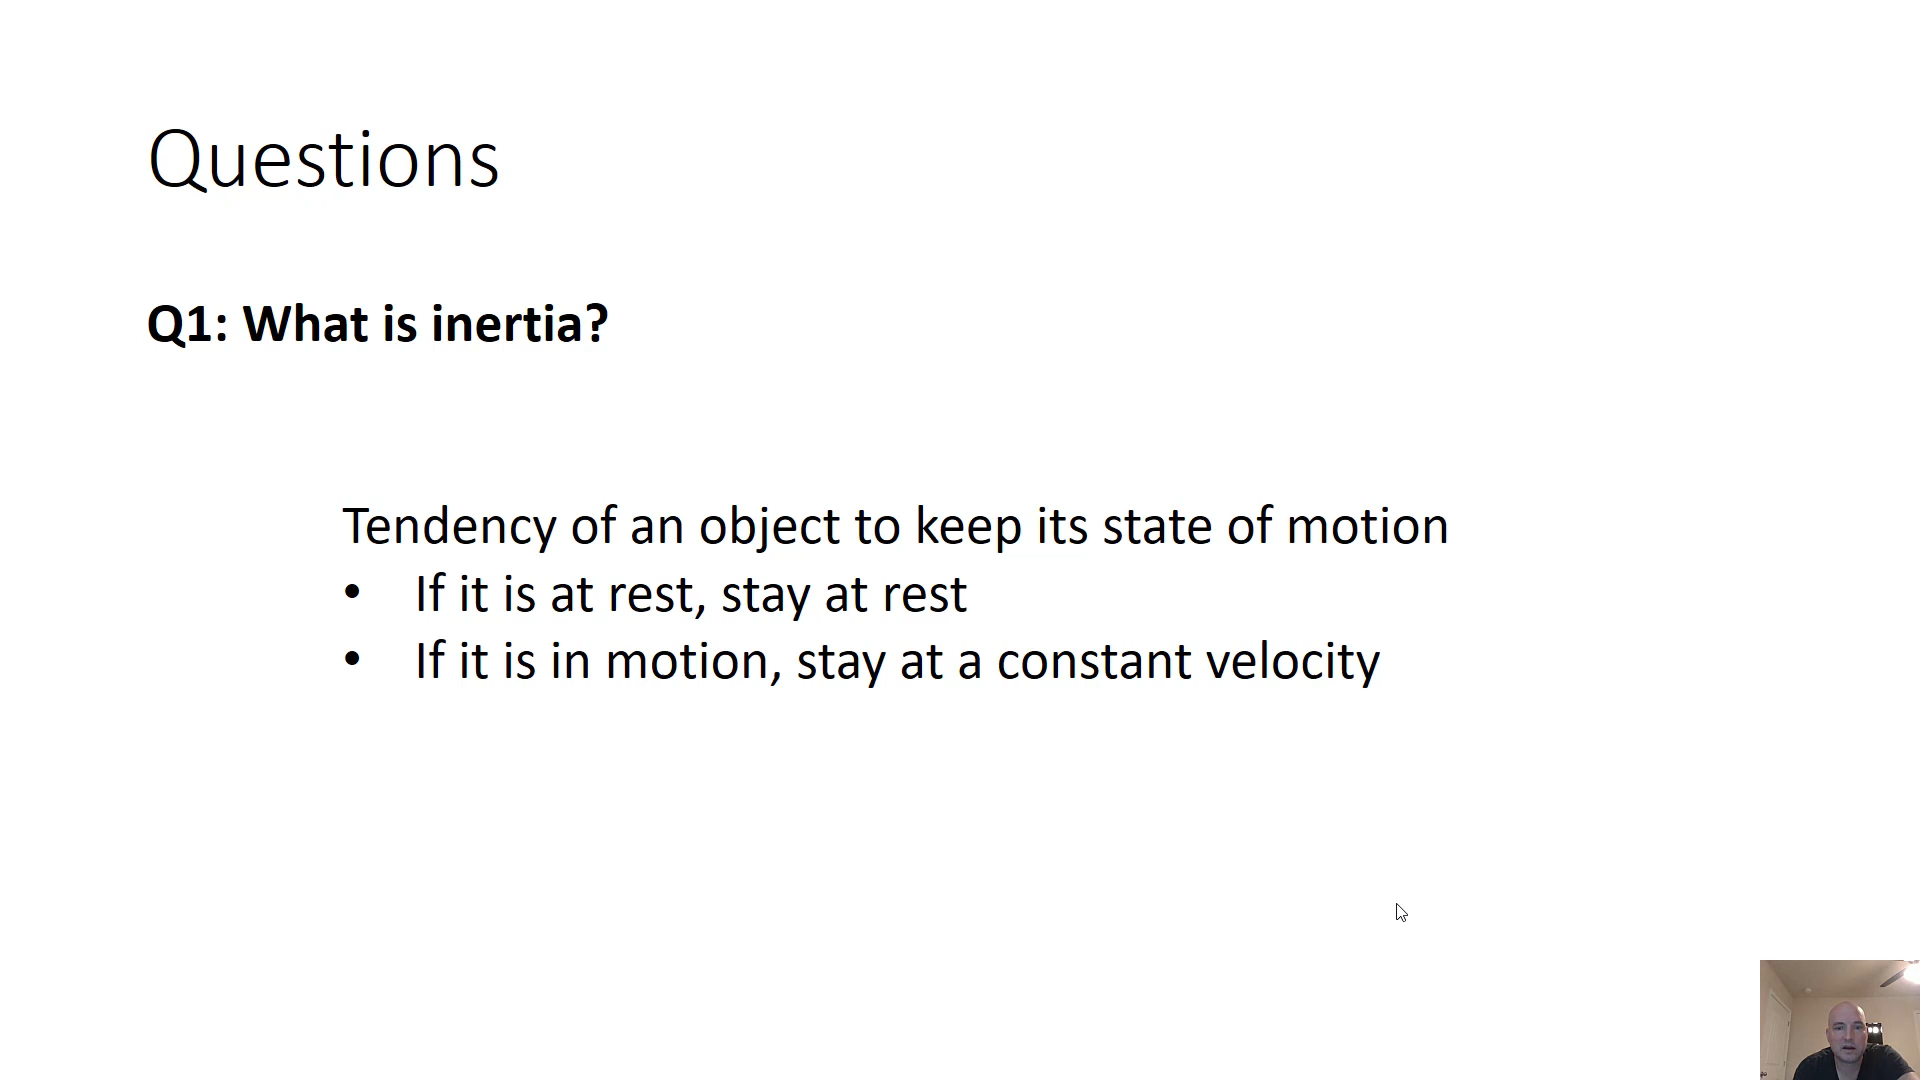 Questions
Q1: What is inertia?
Tendency of an object to keep its state of motion
• If it is at rest, stay at rest
• If it is in motion, stay at a constant velocity